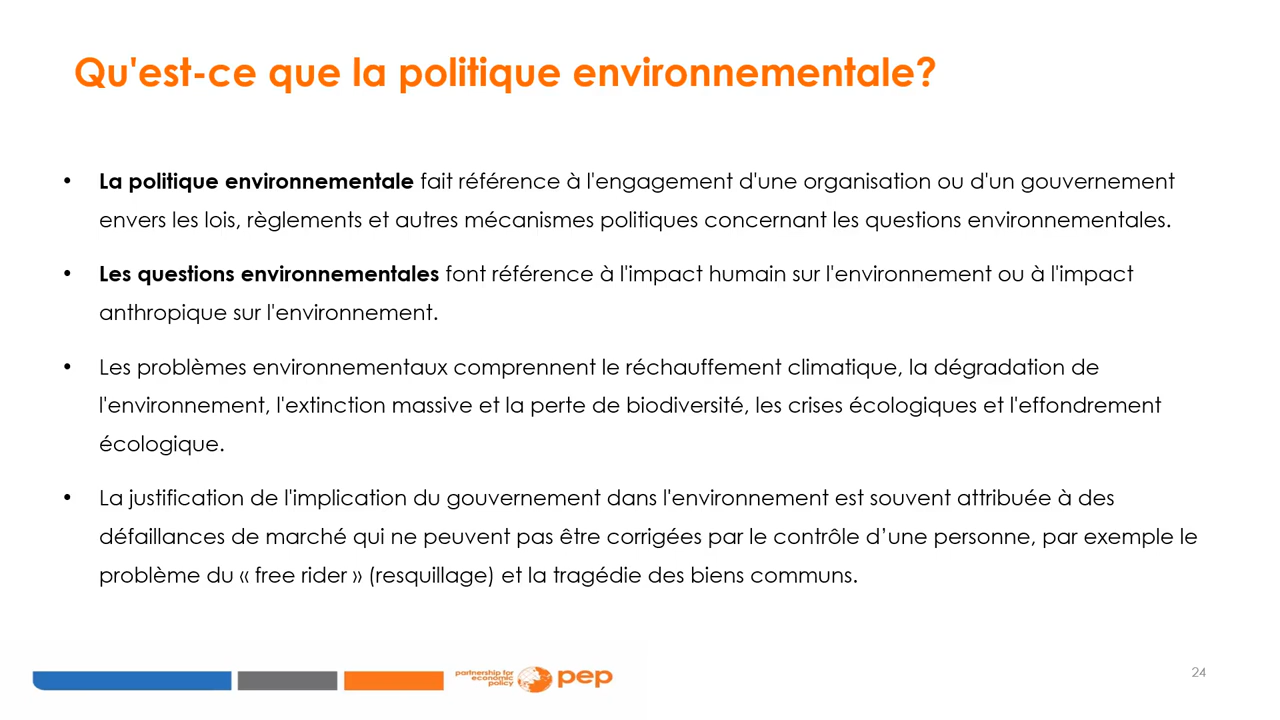 Qu'est-ce que la politique environnementale?
• La politique environnementale fait référence à l'engagement d'une organisation ou d'un gouvernement
envers les lois, règlements et autres mécanismes politiques concernant les questions environnementales.
• Les questions environnementales font référence à l'impact humain sur l'environnement ou à l'impact
anthropique sur l'environnement.
• Les problèmes environnementaux comprennent le réchauffement climatique, la dégradation de
l'environnement, l'extinction massive et la perte de biodiversité, les crises écologiques et l'effondrement
écologique.
• La justification de l'implication du gouvernement dans l'environnement est souvent attribuée à des
défaillances de marché qui ne peuvent pas être corrigées par le contrôle d’une personne, par exemple le
problème du « free rider » (resquillage) et la tragédie des biens communs.
partnership for
economic
policy
pep
24